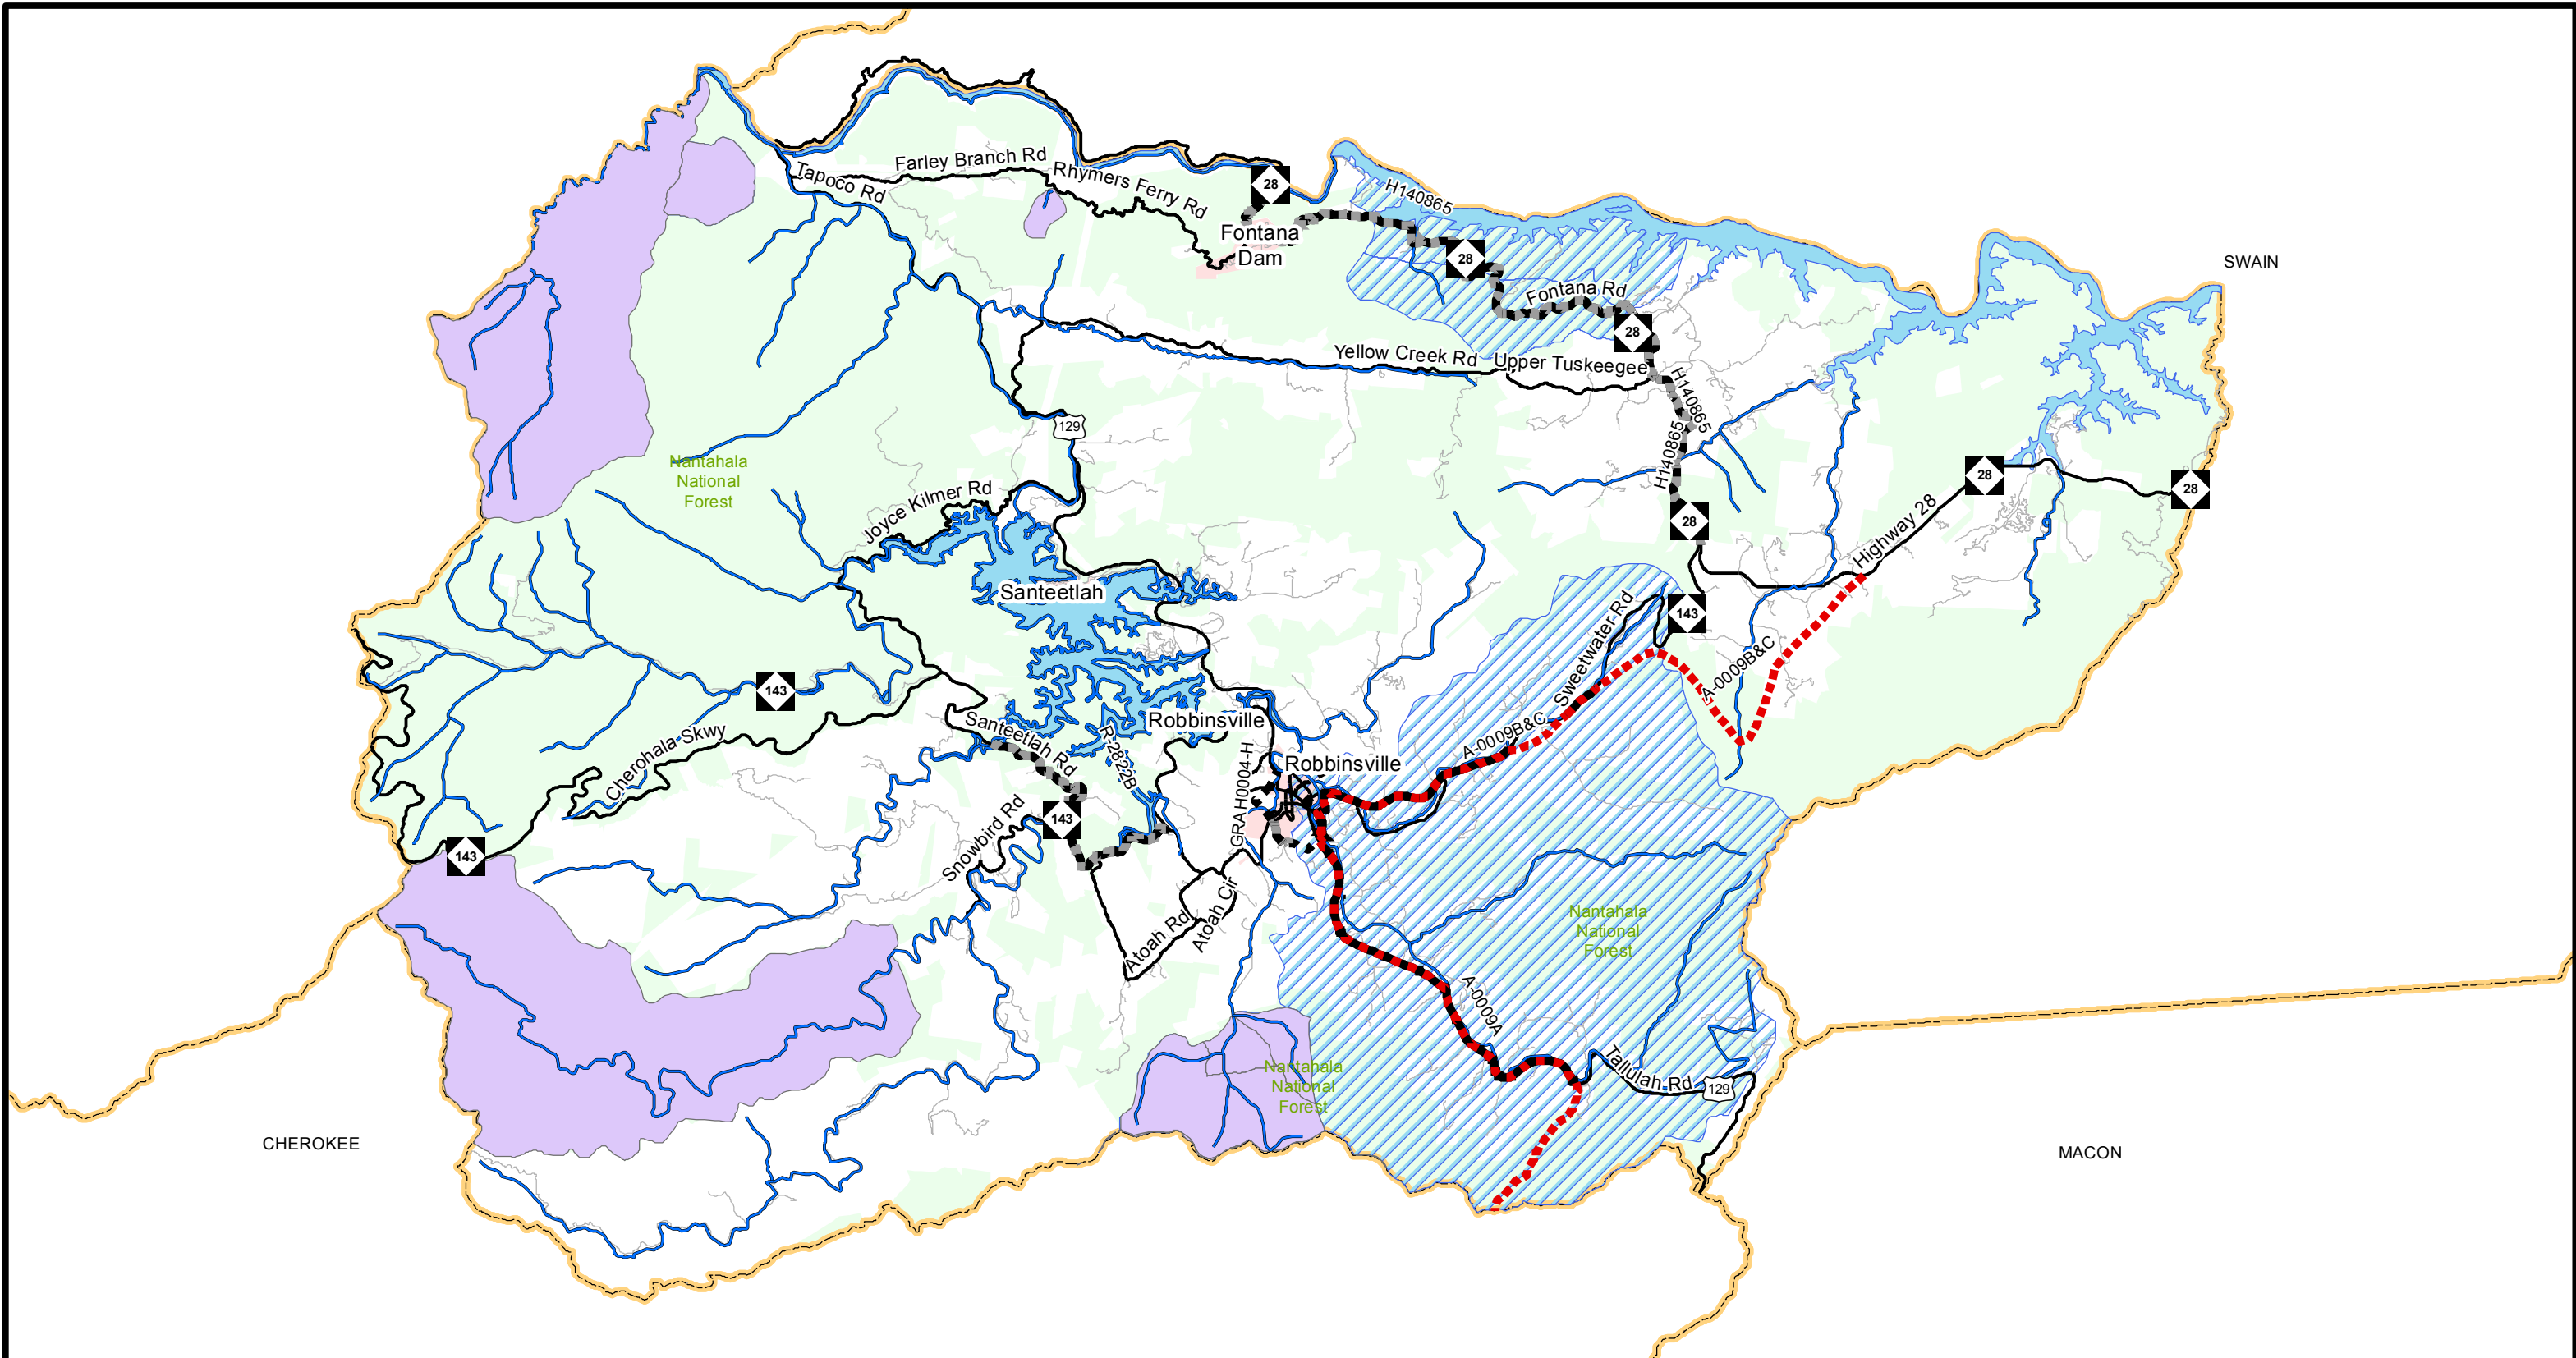 Farley Branch Rd
Tapoco Rd
Rhymers Ferry Rd
28
H140865
Fontana
Dam
28
SWAIN
Fontana Rd
28
Yellow Creek Rd
Upper Tuskeegee
H140865
129
H140865
Nantahala
National
Forest
28
28
Joyce Kilmer Rd
28
Highway 28
Santeetlah
143
Sweetwater Rd
A-0009B&C
143
Santeetlah Rd
Robbinsville
A-0009B&C
Cherohala Skwy
R-2822B
Robbinsville
GRAH0004-H
143
Snowbird Rd
143
Atoah Rd
Atoah Cir
Nantahala
National
Forest
A-0009A
Tallulah Rd
129
Nantahala
National
Forest
CHEROKEE
MACON